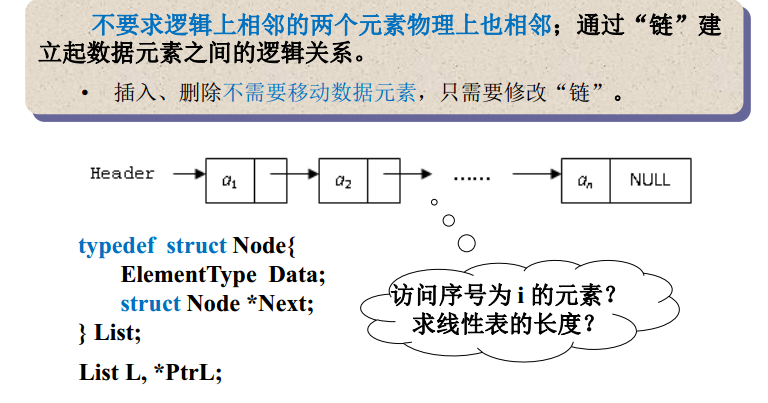 不要求逻辑上相邻的两个元素物理上也相邻；通过“链”建
立起数据元素之间的逻辑关系。
• 插入、删除不需要移动数据元素，只需要修改“链”。
Header a1 a2 …… an NULL
typedef struct Node{
ElementType Data;
struct Node *Next;
} List;
List L, *PtrL;
访问序号为 i 的元素？
求线性表的长度？